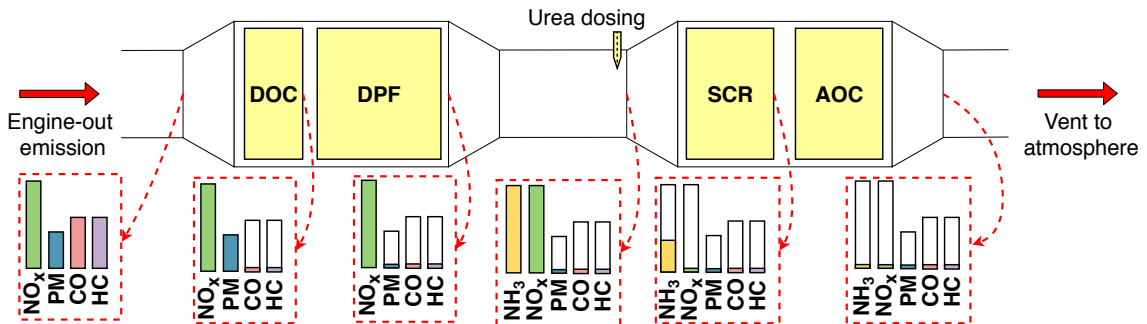 Urea dosing
DOC
DPF
SCR
AOC
Engine-out
emission
Vent to
atmosphere
NOx
PM
CO
HC
NOx
PM
CO
HC
NOx
PM
CO
HC
NH3
NOx
PM
CO
HC
NH3
NOx
PM
CO
HC
NH3
NOx
PM
CO
HC